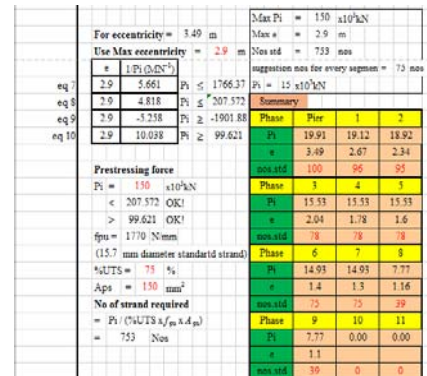 Max Pi = 150 x10³kN
For eccentricity = 3.49 m Max e = 2.9 m
Use Max eccentricity = 2.9 m Nos std = 753 nos
e 1/Pi (MN⁻¹) suggestion nos for every segmen = 75 nos
eq 7 2.9 5.661 Pi ≤ 1766.37 Pi = 15 x10³kN
eq 8 2.9 4.818 Pi ≤ 207.572 Summary
eq 9 2.9 -5.258 Pi ≥ -1901.88 Phase Pier 1 2
eq 10 2.9 10.038 Pi ≥ 99.621 Pi 19.91 19.12 18.92
e 3.49 2.67 2.34
Prestressing force nos.std 100 96 95
Pi = 150 x10³kN Phase 3 4 5
< 207.572 OK! Pi 15.53 15.53 15.53
> 99.621 OK! e 2.04 1.78 1.6
fpu = 1770 N/mm nos.std 78 78 78
(15.7 mm diameter standartd strand) Phase 6 7 8
%UTS = 75 % Pi 14.93 14.93 7.77
Aps = 150 mm² e 1.4 1.3 1.16
No of strand required nos.std 75 75 39
= Pi / (%UTS x fpu x Aps) Phase 9 10 11
= 753 Nos Pi 7.77 0.00 0.00
e 1.1
nos.std 39 0 0